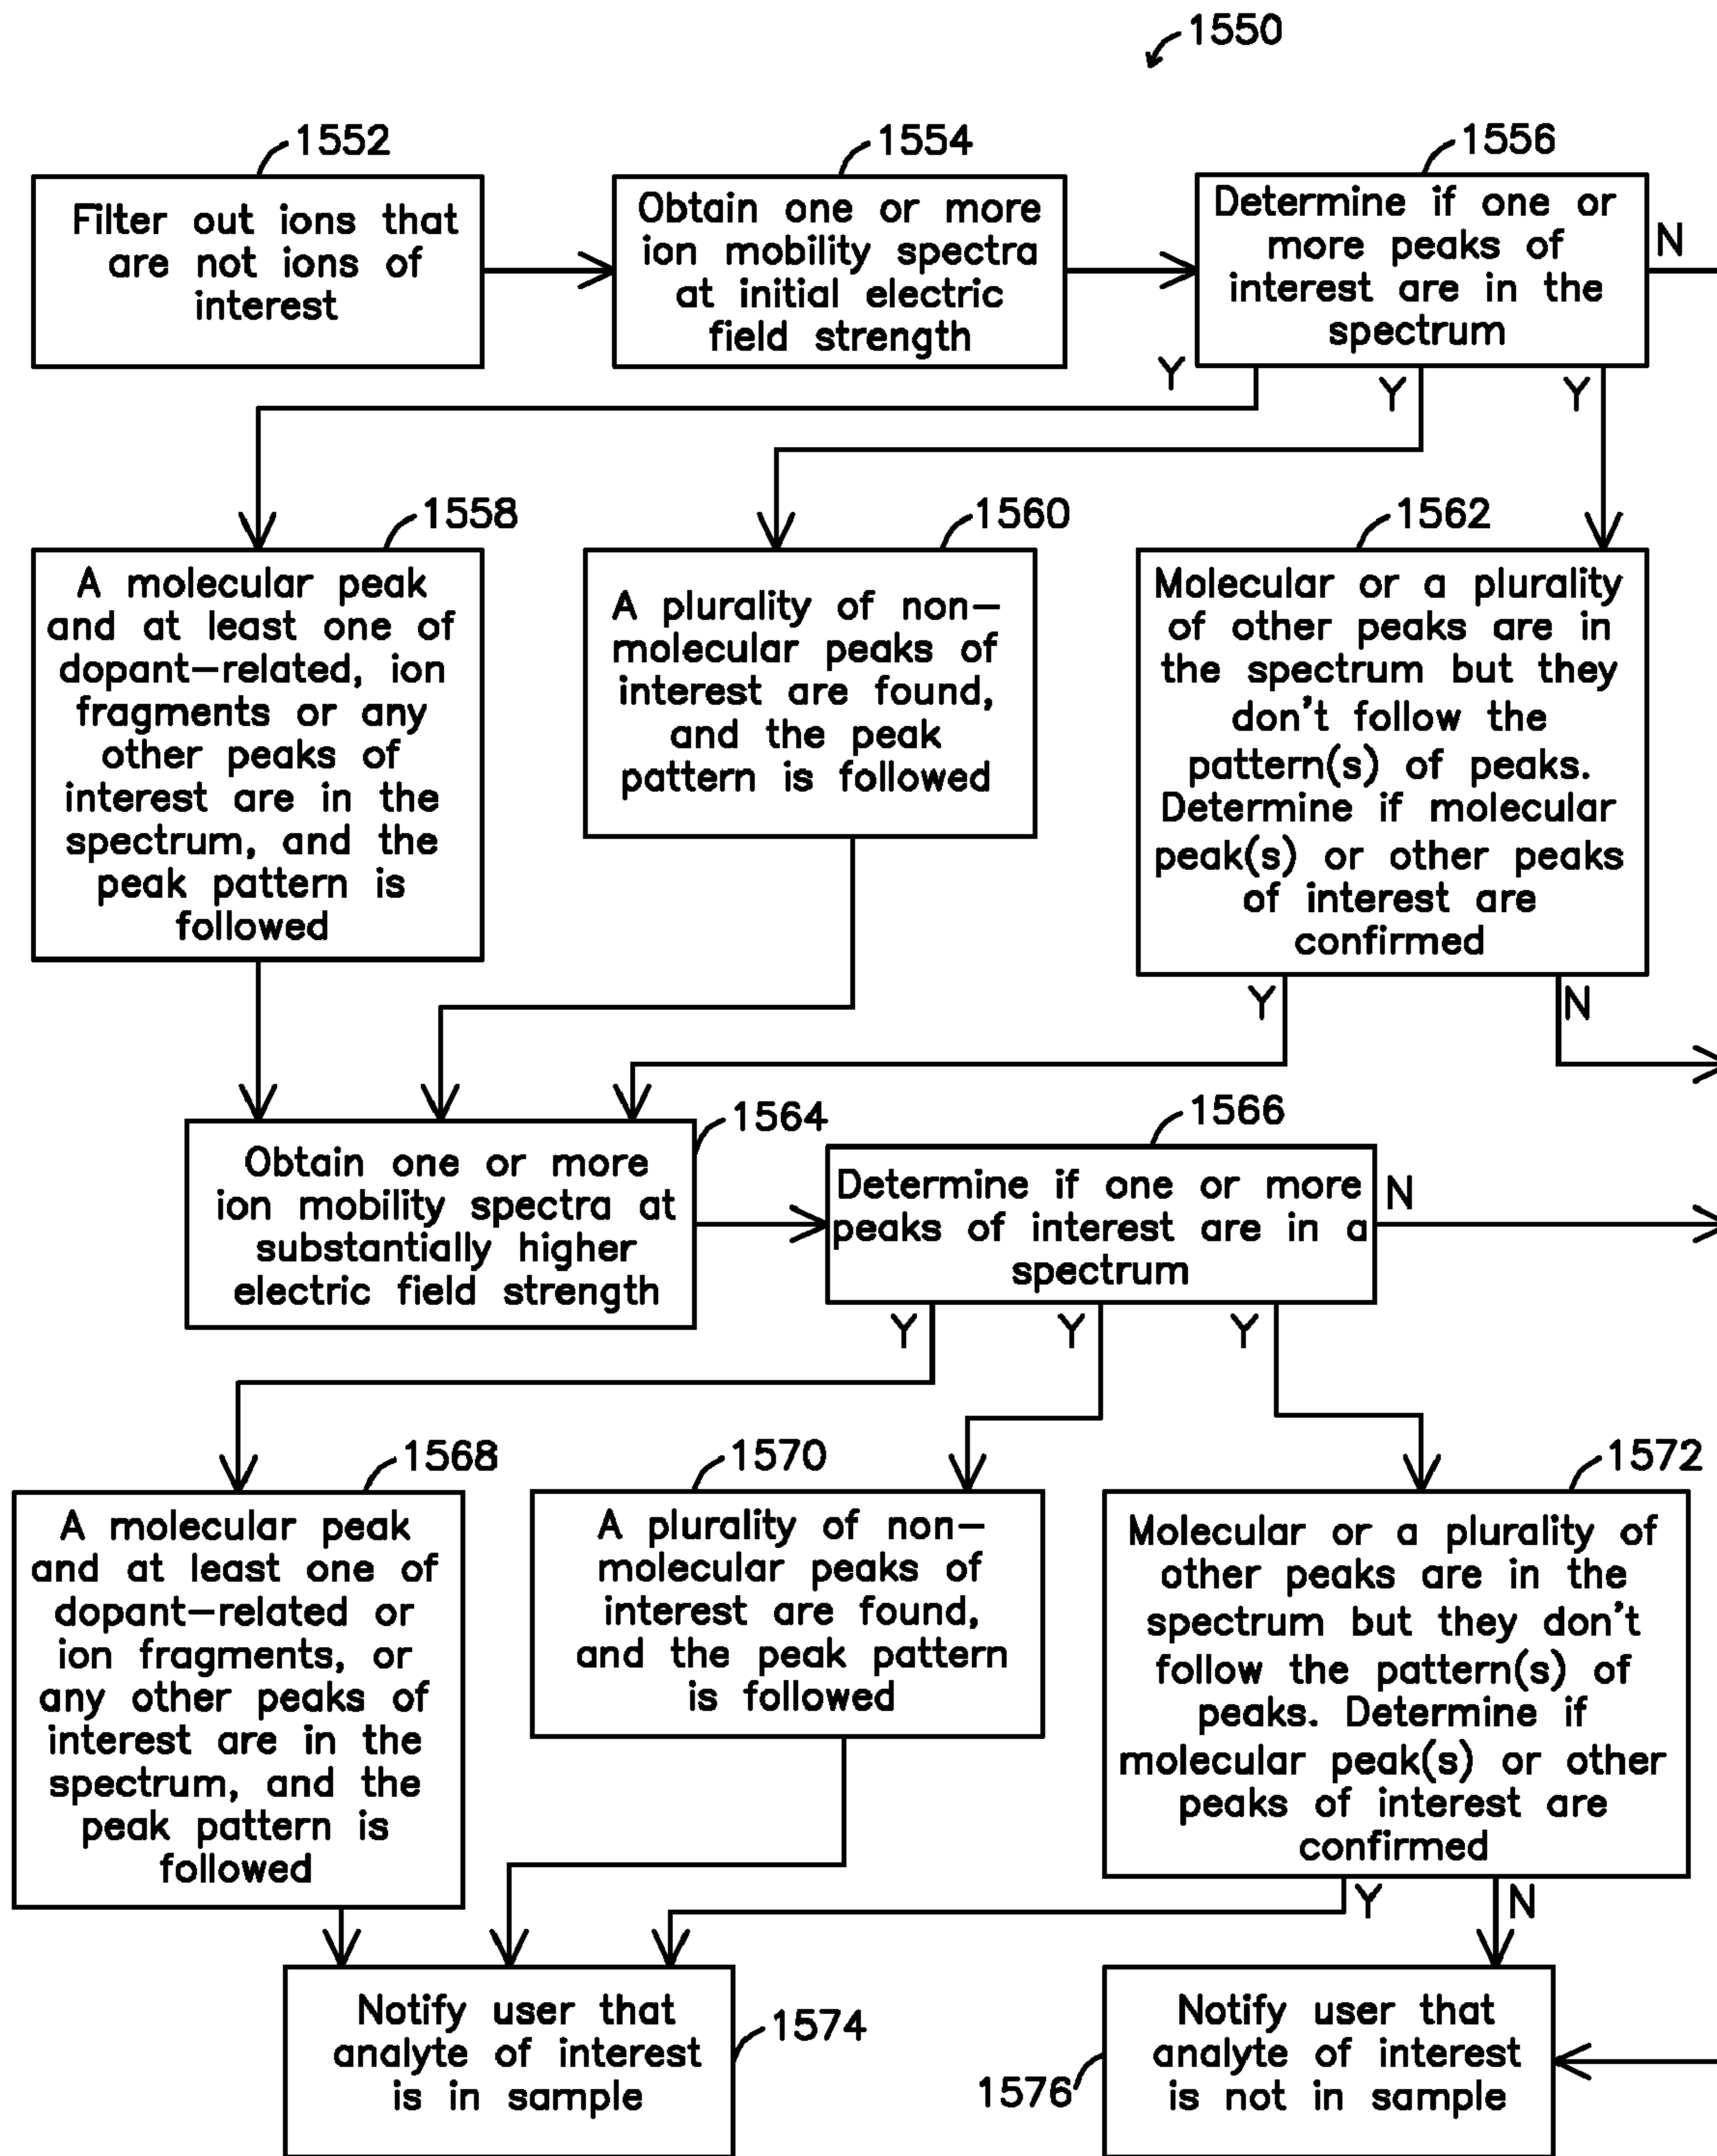 1550
1552
Filter out ions that
are not ions of
interest
1554
Obtain one or more
ion mobility spectra
at initial electric
field strength
1556
Determine if one or
more peaks of
interest are in the
spectrum
N
Y
Y
Y
1558
A molecular peak
and at least one of
dopant-related, ion
fragments or any
other peaks of
interest are in the
spectrum, and the
peak pattern is
followed
1560
A plurality of non-
molecular peaks of
interest are found,
and the peak
pattern is followed
1562
Molecular or a plurality
of other peaks are in
the spectrum but they
don't follow the
pattern(s) of peaks.
Determine if molecular
peak(s) or other peaks
of interest are
confirmed
Y
N
1564
Obtain one or more
ion mobility spectra at
substantially higher
electric field strength
1566
Determine if one or more
peaks of interest are in a
spectrum
N
Y
Y
Y
1568
A molecular peak
and at least one of
dopant-related or
ion fragments, or
any other peaks of
interest are in the
spectrum, and the
peak pattern is
followed
1570
A plurality of non-
molecular peaks of
interest are found,
and the peak pattern
is followed
1572
Molecular or a plurality of
other peaks are in the
spectrum but they don't
follow the pattern(s) of
peaks. Determine if
molecular peak(s) or other
peaks of interest are
confirmed
Y
N
Notify user that
analyte of interest
is in sample
1574
Notify user that
analyte of interest
is not in sample
1576